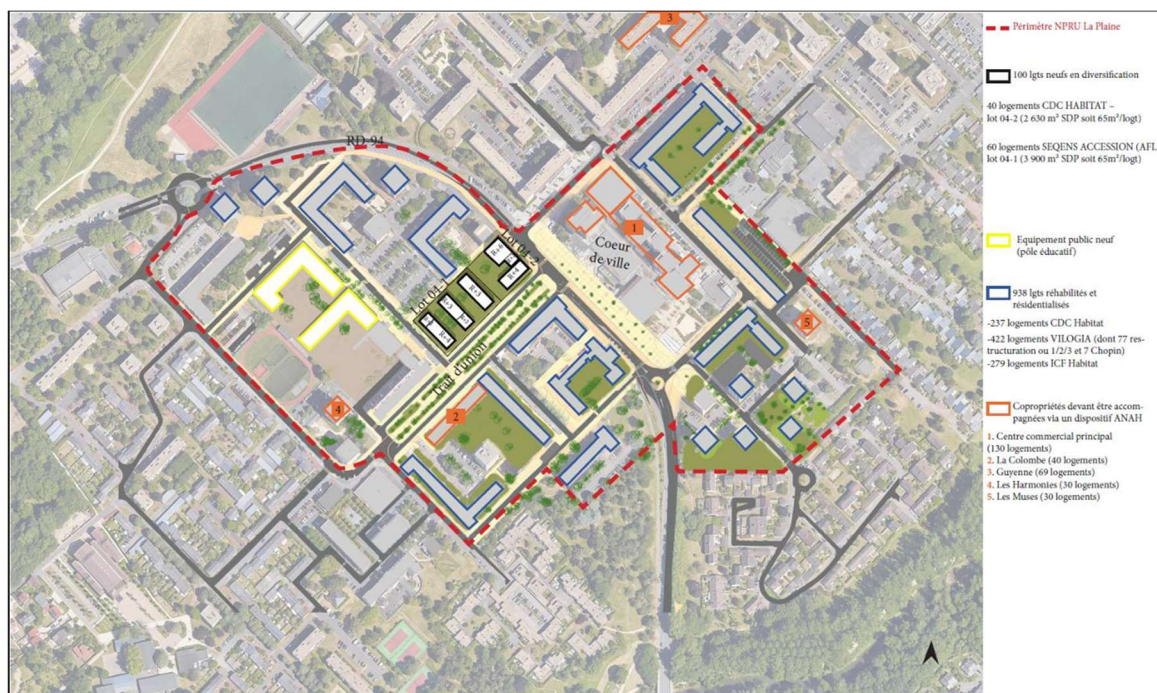 3
Périmètre NPRU La Plaine
100 lgts neufs en diversification
40 logements CDC HABITAT –
lot 04-2 (2 630 m² SDP soit 65m²/logt)
60 logements SEQENS ACCESSION (AFL
lot 04-1 (3 900 m² SDP soit 65m²/logt)
RD-94
1
Coeur
de ville
Lot 04-2
R+4
Lot 04-1
R+3
R+3
Trait d'union
2
4
5
Equipement public neuf
(pôle éducatif)
938 lgts réhabilités et
résidentialisés
-237 logements CDC Habitat
-422 logements VILOGIA (dont 77 res-
tructuration ou 1/2/3 et 7 Chopin)
-279 logements ICF Habitat
Copropriétés devant être accom-
pagnées via un dispositif ANAH
1. Centre commercial principal
(130 logements)
2. La Colombe (40 logements)
3. Guyenne (69 logements)
4. Les Harmonies (30 logements)
5. Les Muses (30 logements)